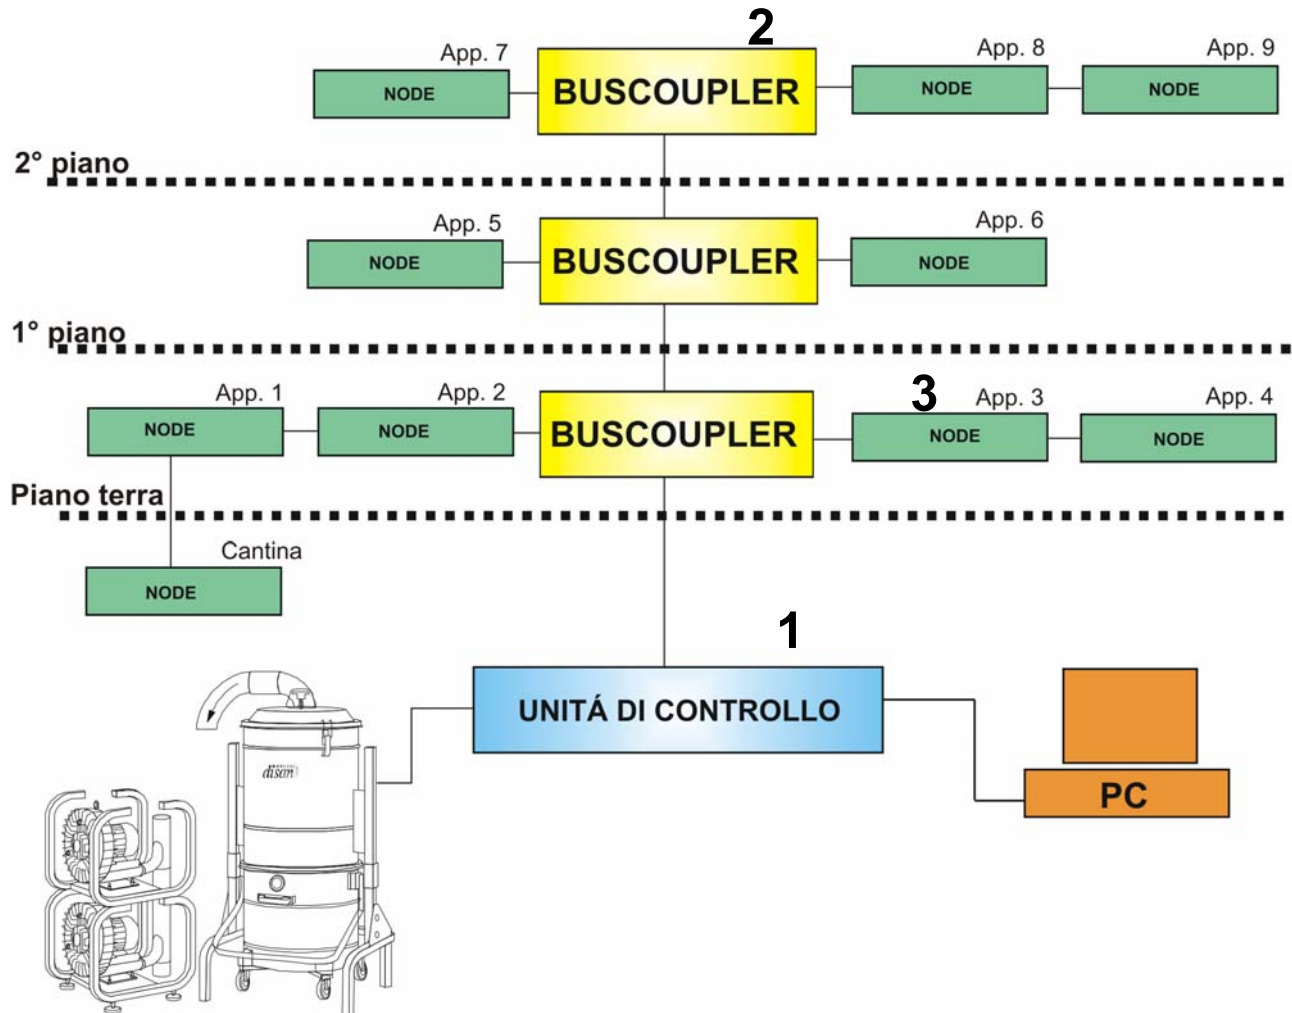 2
App. 7
App. 8
App. 9
NODE
BUSCOUPLER
NODE
NODE
2° piano
App. 5
App. 6
NODE
BUSCOUPLER
NODE
1° piano
App. 1
App. 2
3
App. 3
App. 4
NODE
NODE
BUSCOUPLER
NODE
NODE
Piano terra
Cantina
NODE
1
UNITÁ DI CONTROLLO
disan
PC